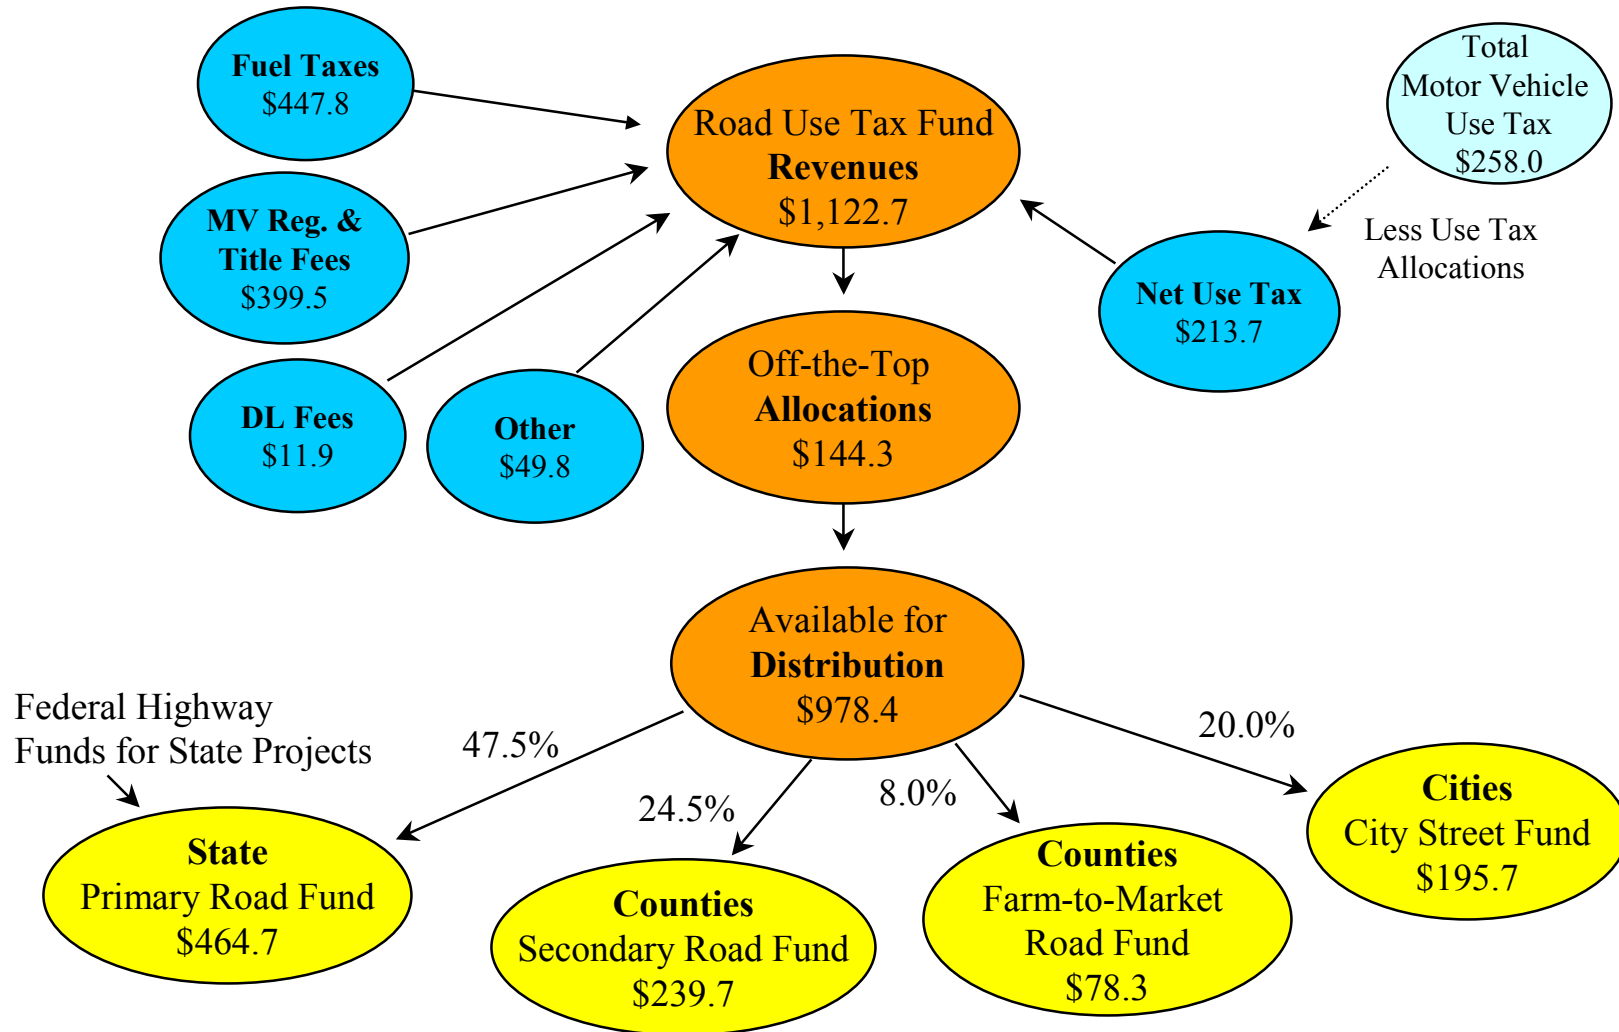 Fuel Taxes
$447.8
MV Reg. &
Title Fees
$399.5
DL Fees
$11.9
Other
$49.8
Road Use Tax Fund
Revenues
$1,122.7
Total
Motor Vehicle
Use Tax
$258.0
Less Use Tax
Allocations
Net Use Tax
$213.7
Off-the-Top
Allocations
$144.3
Available for
Distribution
$978.4
Federal Highway
Funds for State Projects
47.5%
24.5%
8.0%
20.0%
State
Primary Road Fund
$464.7
Counties
Secondary Road Fund
$239.7
Counties
Farm-to-Market
Road Fund
$78.3
Cities
City Street Fund
$195.7